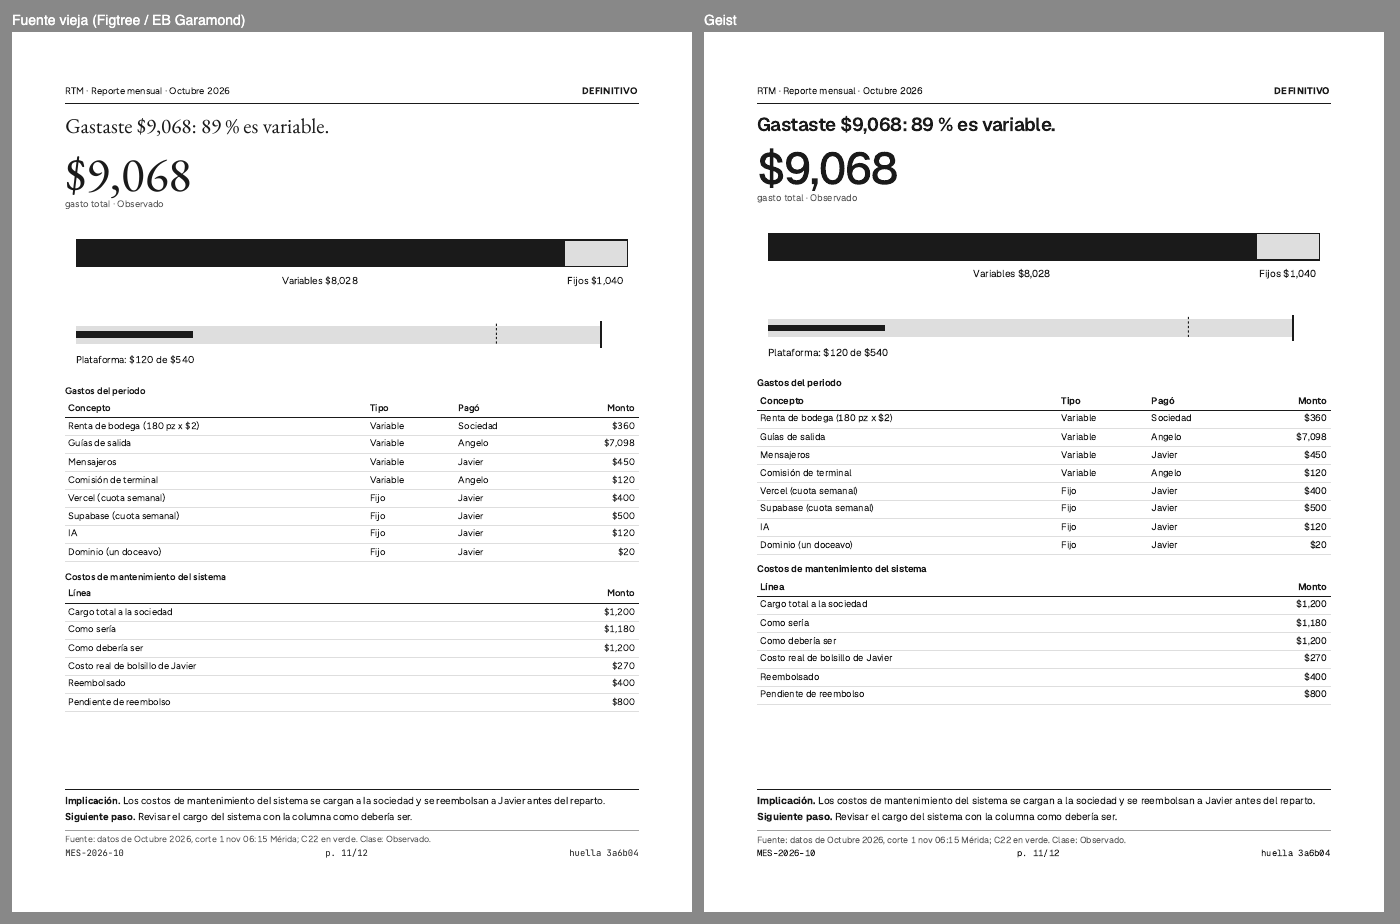 Fuente vieja (Figtree / EB Garamond)
RTM · Reporte mensual · Octubre 2026 DEFINITIVO
Gastaste $9,068: 89 % es variable.
$9,068
gasto total · Observado
Variables $8,028 Fijos $1,040
Plataforma: $120 de $540
Gastos del periodo
Concepto Tipo Pagó Monto
Renta de bodega (180 pz x $2) Variable Sociedad $360
Guías de salida Variable Angelo $7,098
Mensajeros Variable Javier $450
Comisión de terminal Variable Angelo $120
Vercel (cuota semanal) Fijo Javier $400
Supabase (cuota semanal) Fijo Javier $500
IA Fijo Javier $120
Dominio (un doceavo) Fijo Javier $20
Costos de mantenimiento del sistema
Línea Monto
Cargo total a la sociedad $1,200
Como sería $1,180
Como debería ser $1,200
Costo real de bolsillo de Javier $270
Reembolsado $400
Pendiente de reembolso $800
Implicación. Los costos de mantenimiento del sistema se cargan a la sociedad y se reembolsan a Javier antes del reparto.
Siguiente paso. Revisar el cargo del sistema con la columna como debería ser.
Fuente: datos de Octubre 2026, corte 1 nov 06:15 Mérida; C22 en verde. Clase: Observado.
MES-2026-10 p. 11/12 huella 3a6b04
Geist
RTM · Reporte mensual · Octubre 2026 DEFINITIVO
Gastaste $9,068: 89 % es variable.
$9,068
gasto total · Observado
Variables $8,028 Fijos $1,040
Plataforma: $120 de $540
Gastos del periodo
Concepto Tipo Pagó Monto
Renta de bodega (180 pz x $2) Variable Sociedad $360
Guías de salida Variable Angelo $7,098
Mensajeros Variable Javier $450
Comisión de terminal Variable Angelo $120
Vercel (cuota semanal) Fijo Javier $400
Supabase (cuota semanal) Fijo Javier $500
IA Fijo Javier $120
Dominio (un doceavo) Fijo Javier $20
Costos de mantenimiento del sistema
Línea Monto
Cargo total a la sociedad $1,200
Como sería $1,180
Como debería ser $1,200
Costo real de bolsillo de Javier $270
Reembolsado $400
Pendiente de reembolso $800
Implicación. Los costos de mantenimiento del sistema se cargan a la sociedad y se reembolsan a Javier antes del reparto.
Siguiente paso. Revisar el cargo del sistema con la columna como debería ser.
Fuente: datos de Octubre 2026, corte 1 nov 06:15 Mérida; C22 en verde. Clase: Observado.
MES-2026-10 p. 11/12 huella 3a6b04